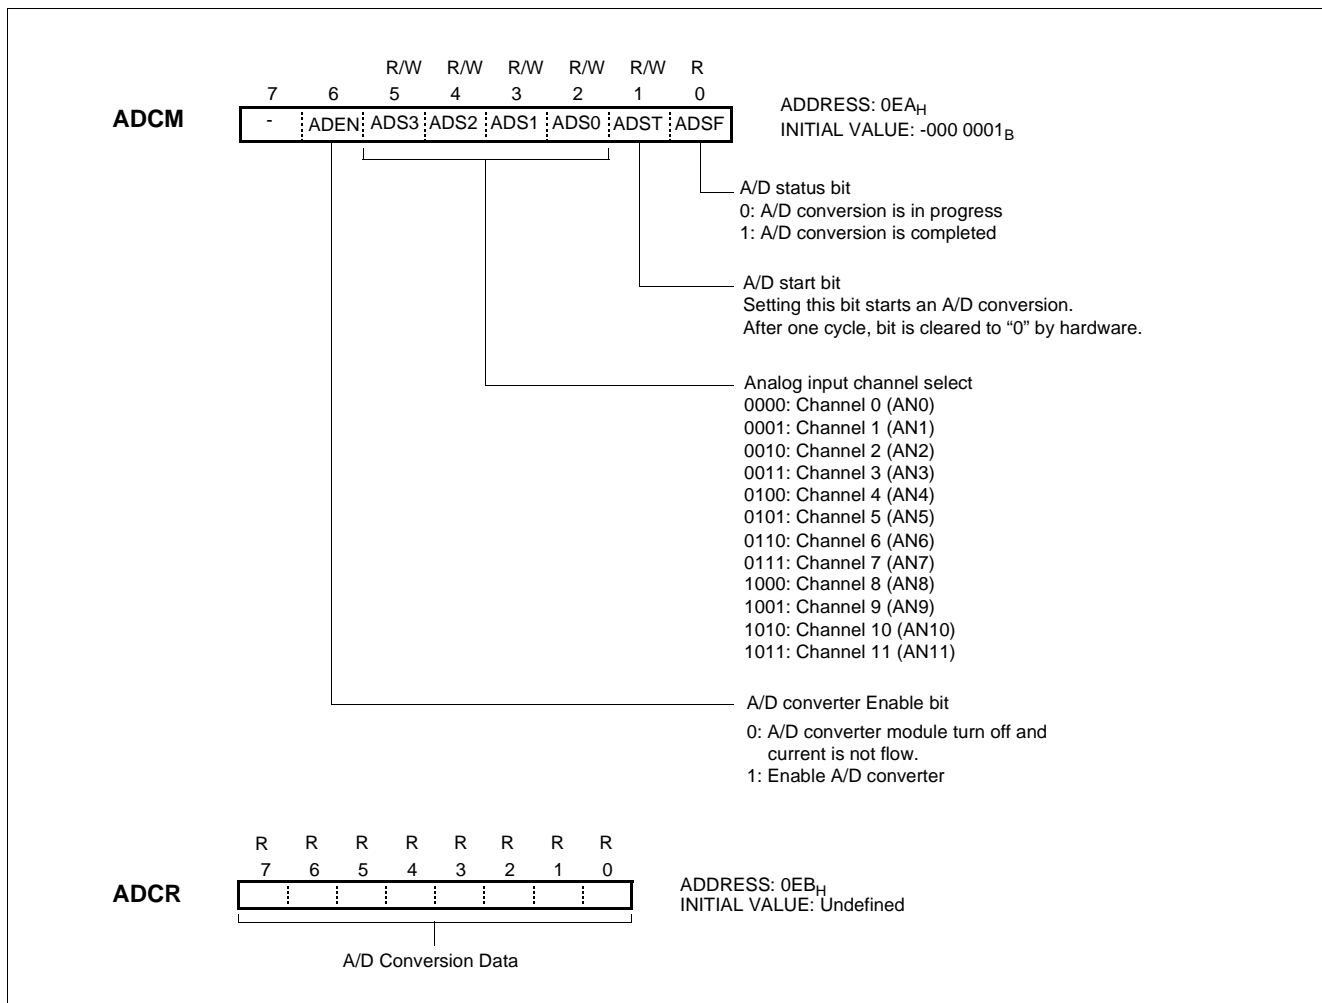 R/W R/W R/W R/W R/W R
7 6 5 4 3 2 1 0
ADCM
- ADEN ADS3 ADS2 ADS1 ADS0 ADST ADSF
ADDRESS: 0EAH
INITIAL VALUE: -000 0001B
A/D status bit
0: A/D conversion is in progress
1: A/D conversion is completed
A/D start bit
Setting this bit starts an A/D conversion.
After one cycle, bit is cleared to “0” by hardware.
Analog input channel select
0000: Channel 0 (AN0)
0001: Channel 1 (AN1)
0010: Channel 2 (AN2)
0011: Channel 3 (AN3)
0100: Channel 4 (AN4)
0101: Channel 5 (AN5)
0110: Channel 6 (AN6)
0111: Channel 7 (AN7)
1000: Channel 8 (AN8)
1001: Channel 9 (AN9)
1010: Channel 10 (AN10)
1011: Channel 11 (AN11)
A/D converter Enable bit
0: A/D converter module turn off and
current is not flow.
1: Enable A/D converter
R R R R R R R R
7 6 5 4 3 2 1 0
ADCR
ADDRESS: 0EBH
INITIAL VALUE: Undefined
A/D Conversion Data